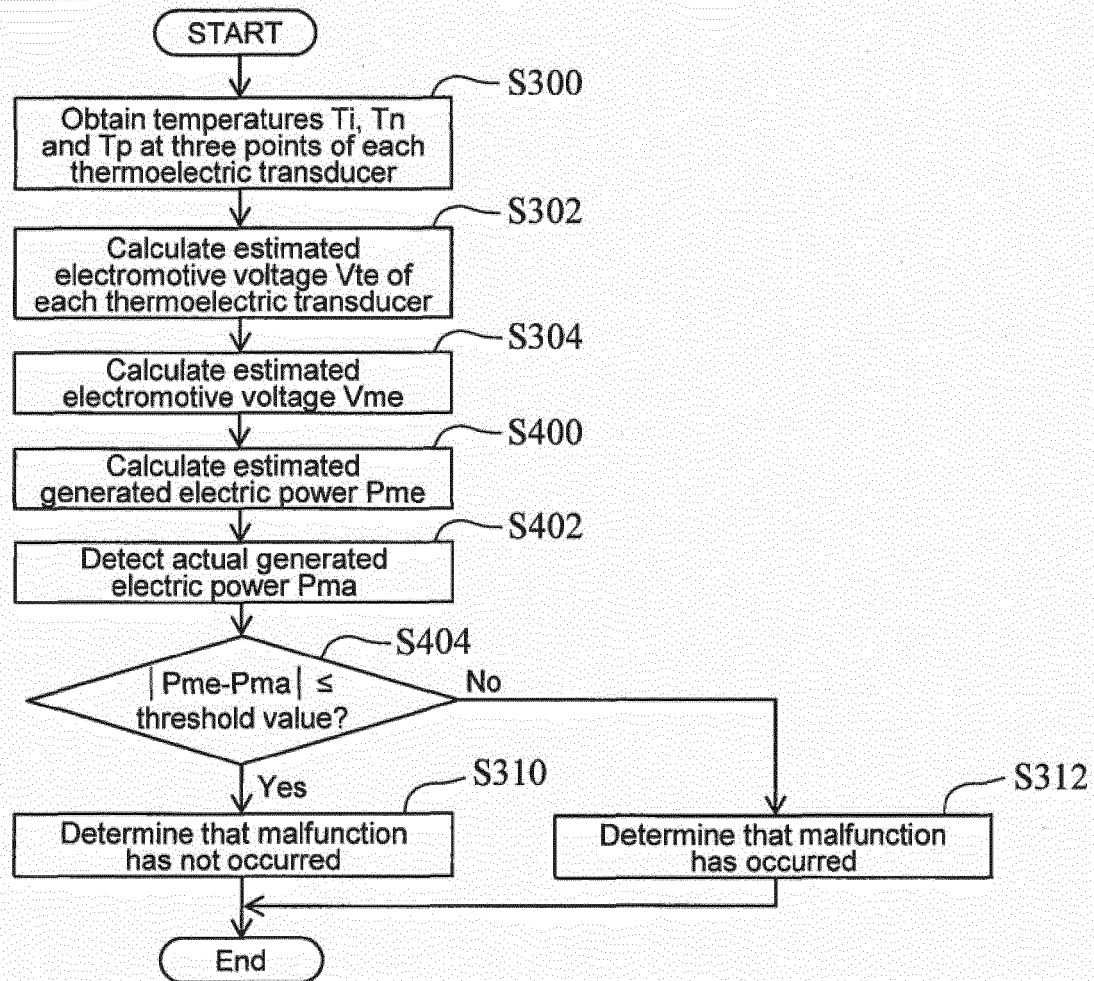 START
S300
Obtain temperatures Ti, Tn
and Tp at three points of each
thermoelectric transducer
S302
Calculate estimated
electromotive voltage Vte of
each thermoelectric transducer
S304
Calculate estimated
electromotive voltage Vme
S400
Calculate estimated
generated electric power Pme
S402
Detect actual generated
electric power Pma
S404
|Pme-Pma| ≤
threshold value?
No
Yes
S310
Determine that malfunction
has not occurred
S312
Determine that malfunction
has occurred
End